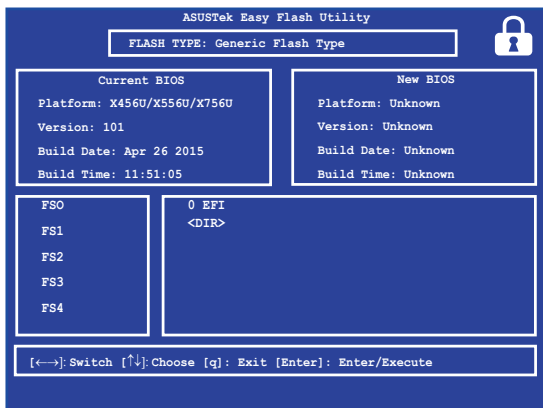 ASUSTek Easy Flash Utility
FLASH TYPE: Generic Flash Type
Current BIOS
Platform: X456U/X556U/X756U
Version: 101
Build Date: Apr 26 2015
Build Time: 11:51:05
New BIOS
Platform: Unknown
Version: Unknown
Build Date: Unknown
Build Time: Unknown
FSO
FS1
FS2
FS3
FS4
0 EFI
<DIR>
[←→]: Switch [↑↓]: Choose [q]: Exit [Enter]: Enter/Execute